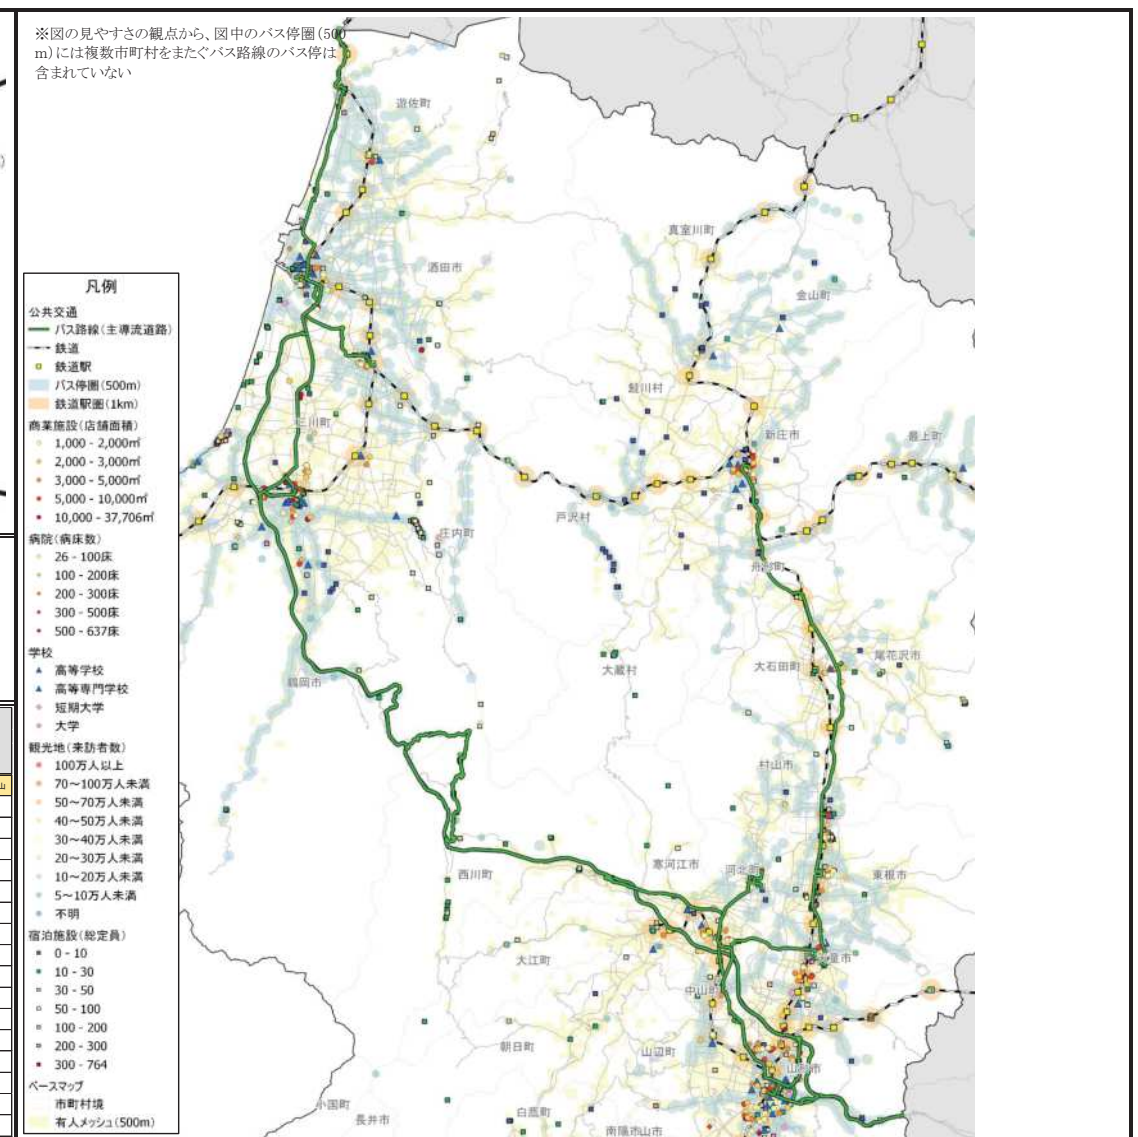 ※図の見やすさの観点から、図中のバス停圏(500
m)には複数市町村をまたぐバス路線のバス停は
含まれていない
遊佐町
真室川町
酒田市
金山町
鮭川村
三川町
新庄市
最上町
戸沢村
庄内町
舟形町
大蔵村
大石田町
尾花沢市
鶴岡市
村山市
西川町
寒河江市
河北町
東根市
大江町
天童市
中山町
朝日町
山辺町
山形市
小国町
長井市
白鷹町
南陽市
凡例
公共交通
バス路線(主導流道路)
鉄道
鉄道駅
バス停圏(500m)
鉄道駅圏(1km)
商業施設(店舗面積)
1,000 - 2,000㎡
2,000 - 3,000㎡
3,000 - 5,000㎡
5,000 - 10,000㎡
10,000 - 37,706㎡
病院(病床数)
26 - 100床
100 - 200床
200 - 300床
300 - 500床
500 - 637床
学校
高等学校
高等専門学校
短期大学
大学
観光地(来訪者数)
100万人以上
70～100万人未満
50～70万人未満
40～50万人未満
30～40万人未満
20～30万人未満
10～20万人未満
5～10万人未満
不明
宿泊施設(総定員)
0 - 10
10 - 30
30 - 50
50 - 100
100 - 200
200 - 300
300 - 764
ベースマップ
市町村境
有人メッシュ(500m)